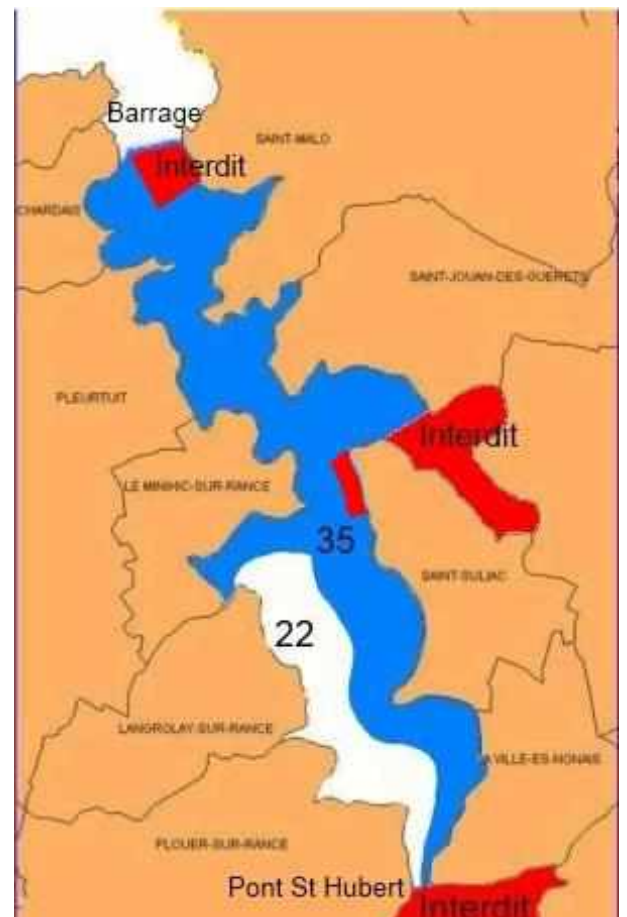 Barrage
SAINT-MALO
Interdit
CHARDAIS
SAINT-JOUAN-DES-GUERETS
PLEURTUIT
Interdit
LE MINIHIC-SUR-RANCE
35
SAINT-SULIAC
22
LANGROLAY-SUR-RANCE
A VILLE-ES-NONAIS
PLOUER-SUR-RANCE
Pont St Hubert
Interdit